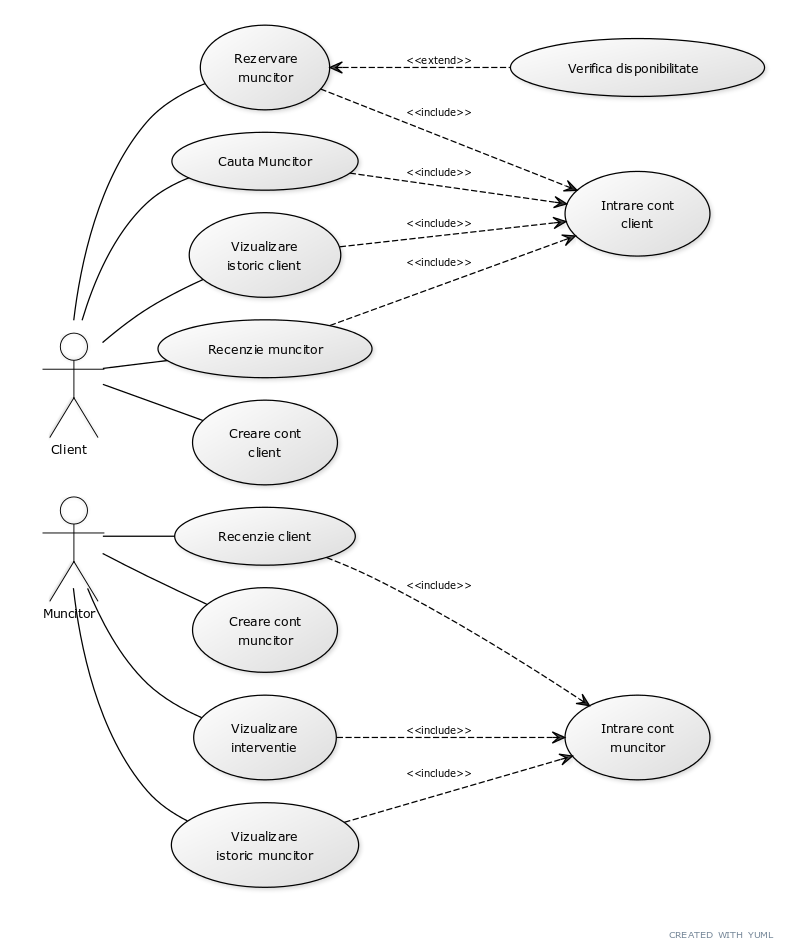 Rezervare
muncitor
<<extend>>
Verifica disponibilitate
<<include>>
Cauta Muncitor
<<include>>
Intrare cont
client
Vizualizare
istoric client
<<include>>
<<include>>
Recenzie muncitor
Client
Creare cont
client
Recenzie client
<<include>>
Muncitor
Creare cont
muncitor
Vizualizare
interventie
<<include>>
Intrare cont
muncitor
<<include>>
Vizualizare
istoric muncitor
CREATED WITH YUML